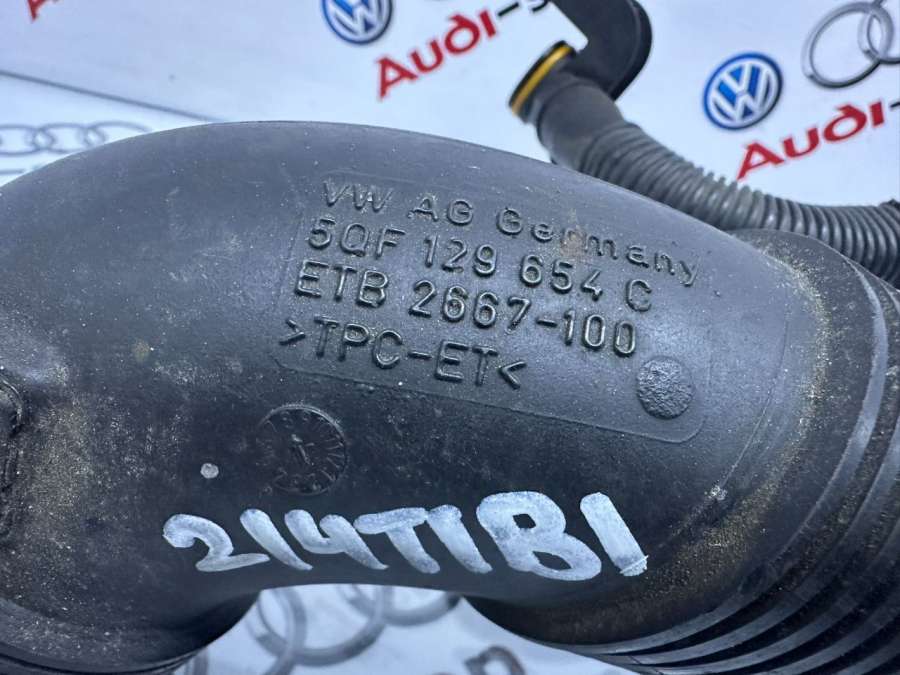 Audi
Audi
VW AG Germany
5QF 129 654 C
ETB 2667-100
>TPC-ET<
214TIBI